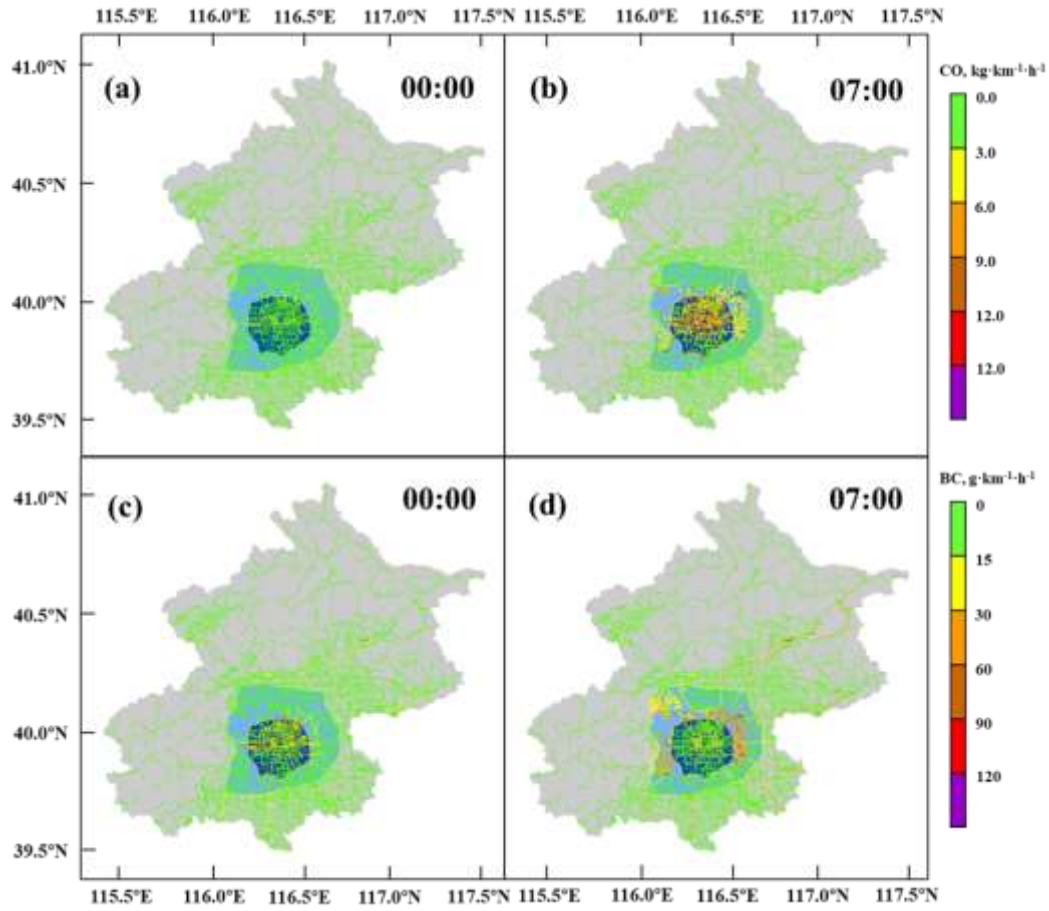 115.5°E 116.0°E 116.5°E 117.0°E 117.5°E 115.5°E 116.0°E 116.5°E 117.0°E 117.5°E
41.0°N
40.5°N
40.0°N
39.5°N
(a) 00:00
(b) 07:00
CO, kg·km⁻¹·h⁻¹
0.0
3.0
6.0
9.0
12.0
12.0
41.0°N
40.5°N
40.0°N
39.5°N
(c) 00:00
(d) 07:00
BC, g·km⁻¹·h⁻¹
0
15
30
60
90
120
115.5°E 116.0°E 116.5°E 117.0°E 115.5°E 116.0°E 116.5°E 117.0°E 117.5°E